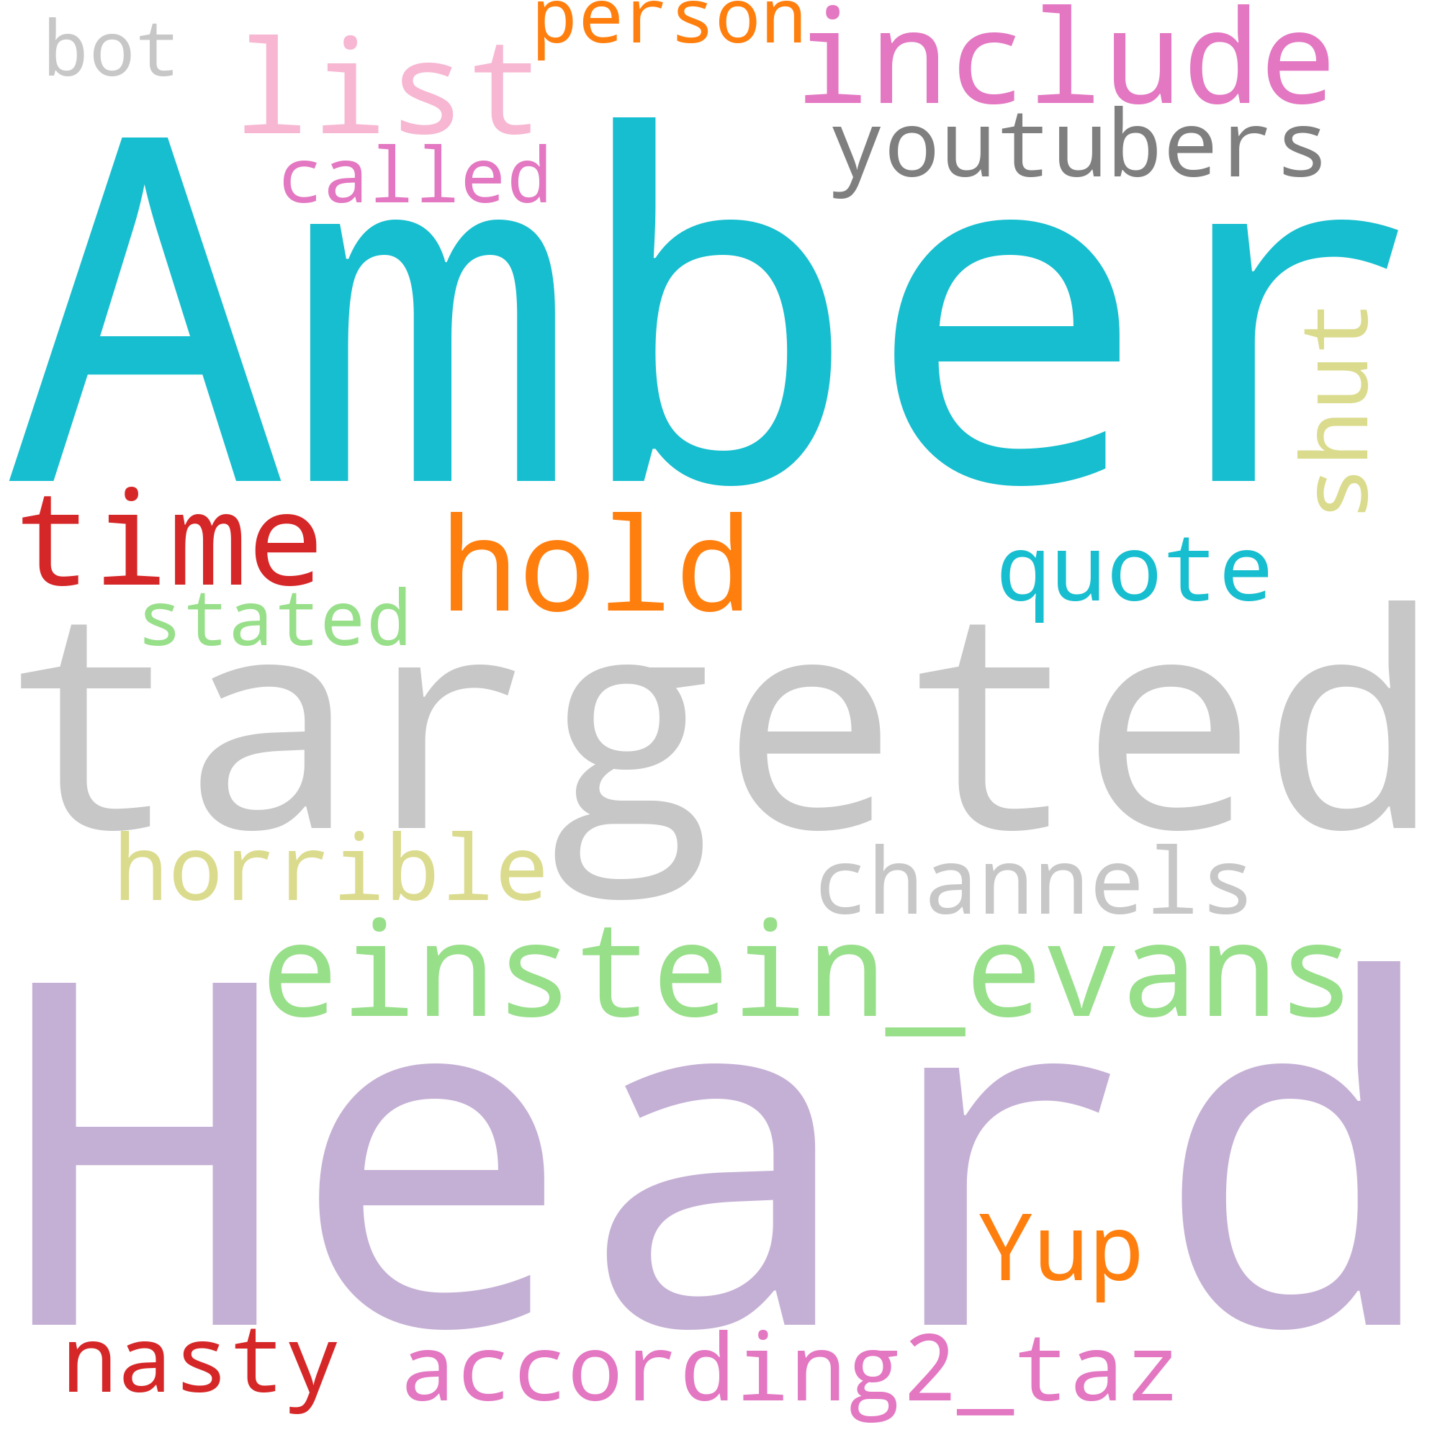 person
bot
include
list
youtubers
called
Amber
shut
time
hold
quote
stated
targeted
horrible
channels
einstein_evans
Heard
Yup
nasty
according2_taz